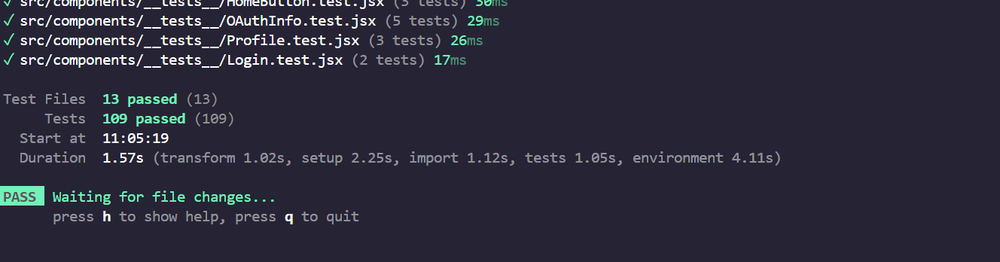 ✓ src/components/__tests__/HomeButton.test.jsx (3 tests) 30ms
✓ src/components/__tests__/OAuthInfo.test.jsx (5 tests) 29ms
✓ src/components/__tests__/Profile.test.jsx (3 tests) 26ms
✓ src/components/__tests__/Login.test.jsx (2 tests) 17ms
Test Files 13 passed (13)
Tests 109 passed (109)
Start at 11:05:19
Duration 1.57s (transform 1.02s, setup 2.25s, import 1.12s, tests 1.05s, environment 4.11s)
PASS Waiting for file changes...
press h to show help, press q to quit